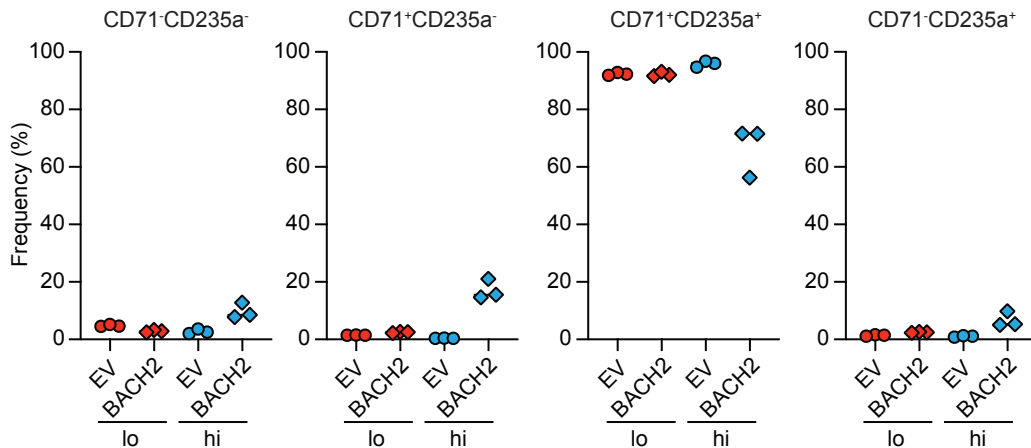 CD71⁻CD235a⁻
CD71⁺CD235a⁻
CD71⁺CD235a⁺
CD71⁻CD235a⁺
Frequency (%)
100
80
60
40
20
0
EV
BACH2
EV
BACH2
lo
hi
100
80
60
40
20
0
EV
BACH2
EV
BACH2
lo
hi
100
80
60
40
20
0
EV
BACH2
EV
BACH2
lo
hi
100
80
60
40
20
0
EV
BACH2
EV
BACH2
lo
hi